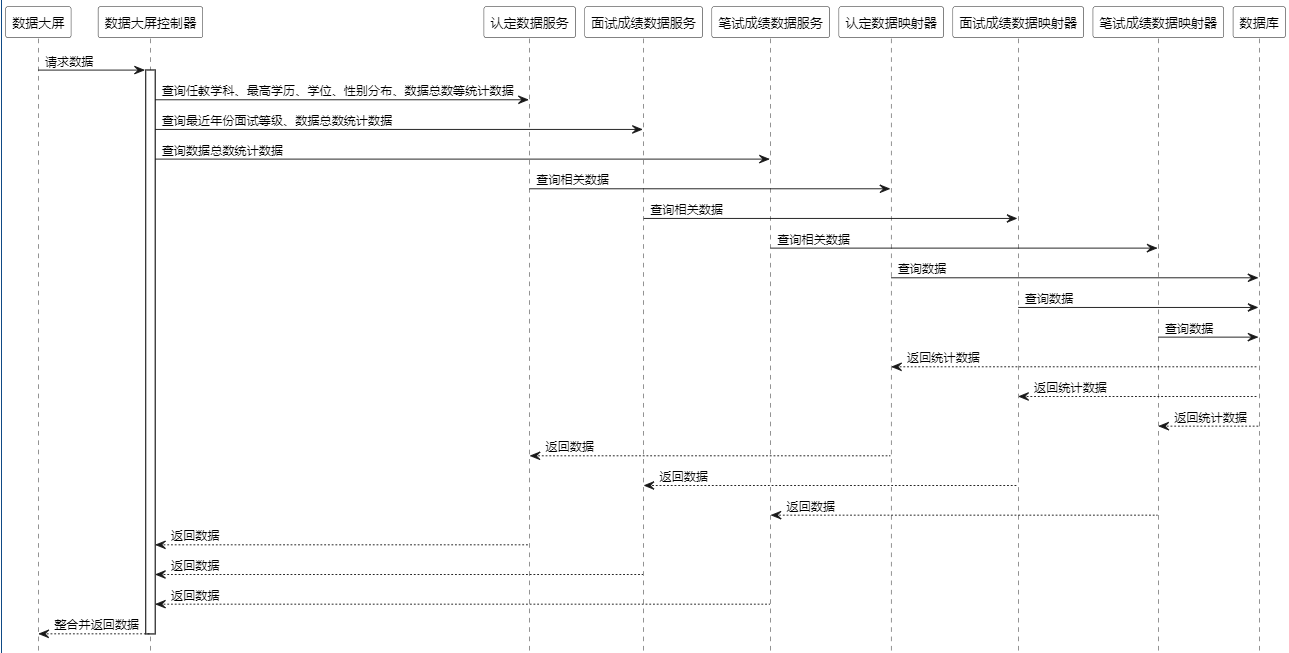 数据大屏
数据大屏控制器
认定数据服务
面试成绩数据服务
笔试成绩数据服务
认定数据映射器
面试成绩数据映射器
笔试成绩数据映射器
数据库
请求数据
查询任教学科、最高学历、学位、性别分布、数据总数等统计数据
查询最近年份面试等级、数据总数统计数据
查询数据总数统计数据
查询相关数据
查询相关数据
查询相关数据
查询数据
查询数据
查询数据
返回统计数据
返回统计数据
返回统计数据
返回数据
返回数据
返回数据
返回数据
返回数据
返回数据
整合并返回数据